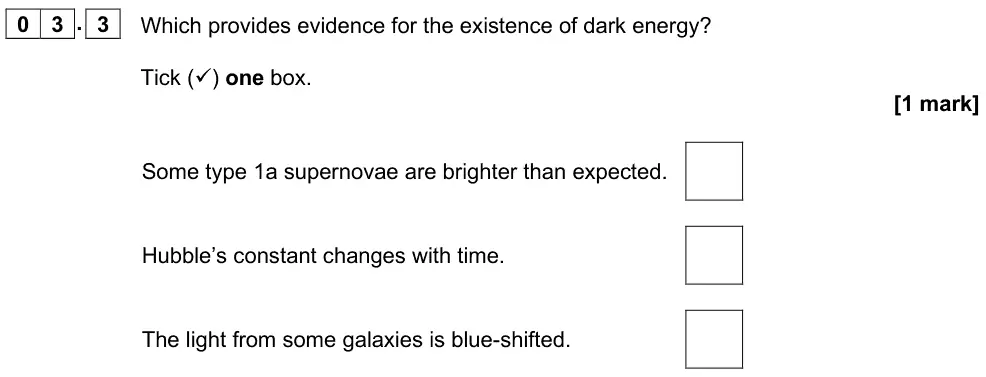 0 3 . 3 Which provides evidence for the existence of dark energy?
Tick (✓) one box.
[1 mark]
Some type 1a supernovae are brighter than expected.
Hubble’s constant changes with time.
The light from some galaxies is blue-shifted.